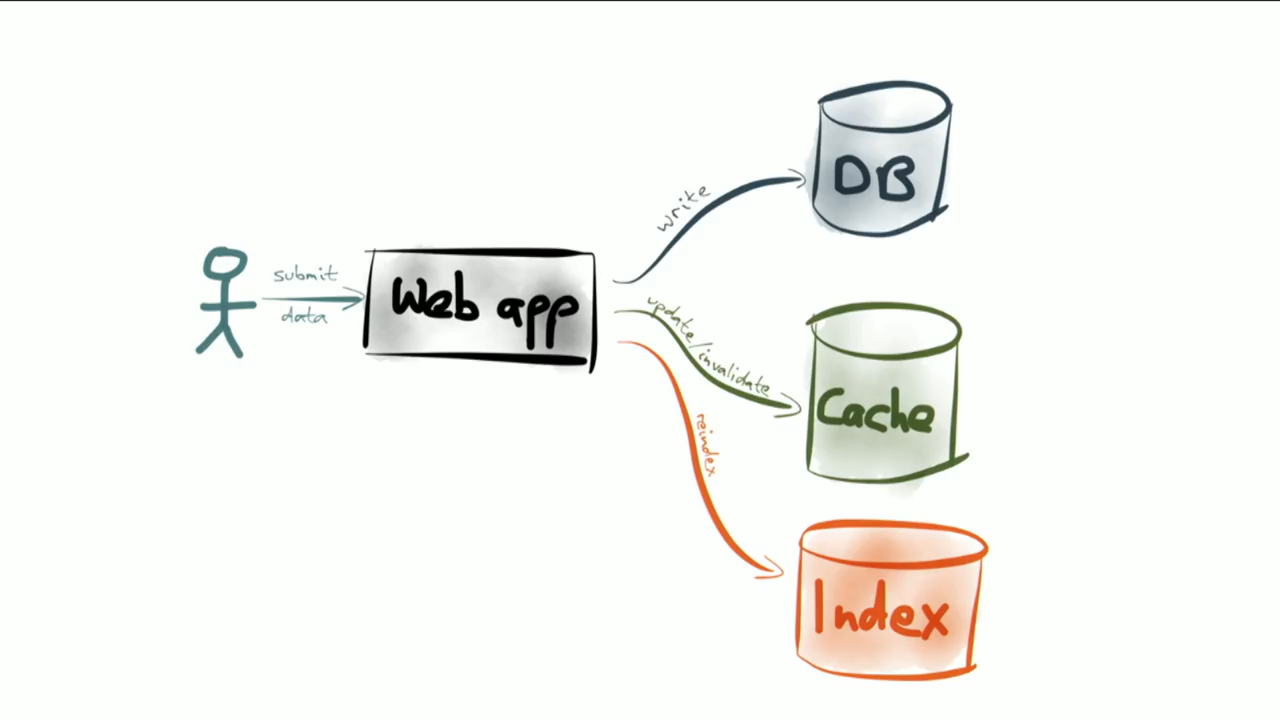 submit
data
Web app
write
DB
update/invalidate
Cache
reindex
Index